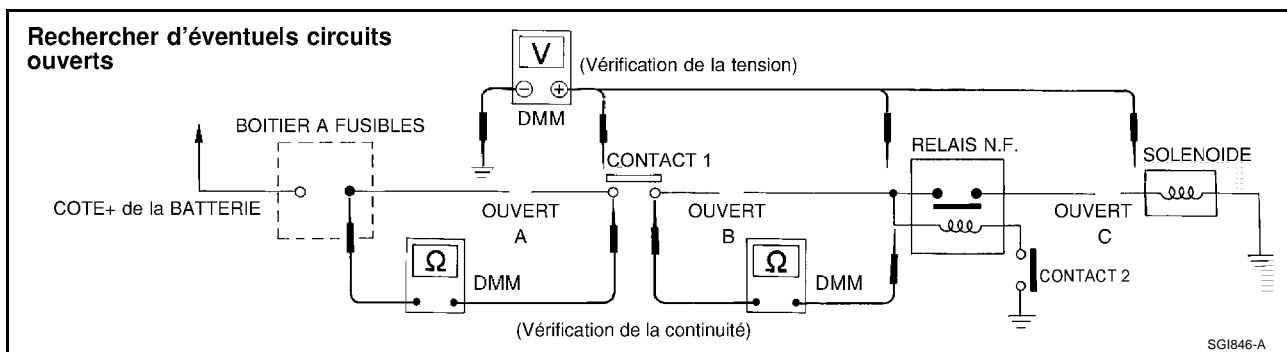 Rechercher d'éventuels circuits
ouverts
V
(Vérification de la tension)
DMM
BOITIER A FUSIBLES
CONTACT 1
RELAIS N.F.
SOLENOIDE
COTE+ de la BATTERIE
OUVERT
A
OUVERT
B
OUVERT
C
Ω
DMM
Ω
DMM
CONTACT 2
(Vérification de la continuité)
SGI846-A